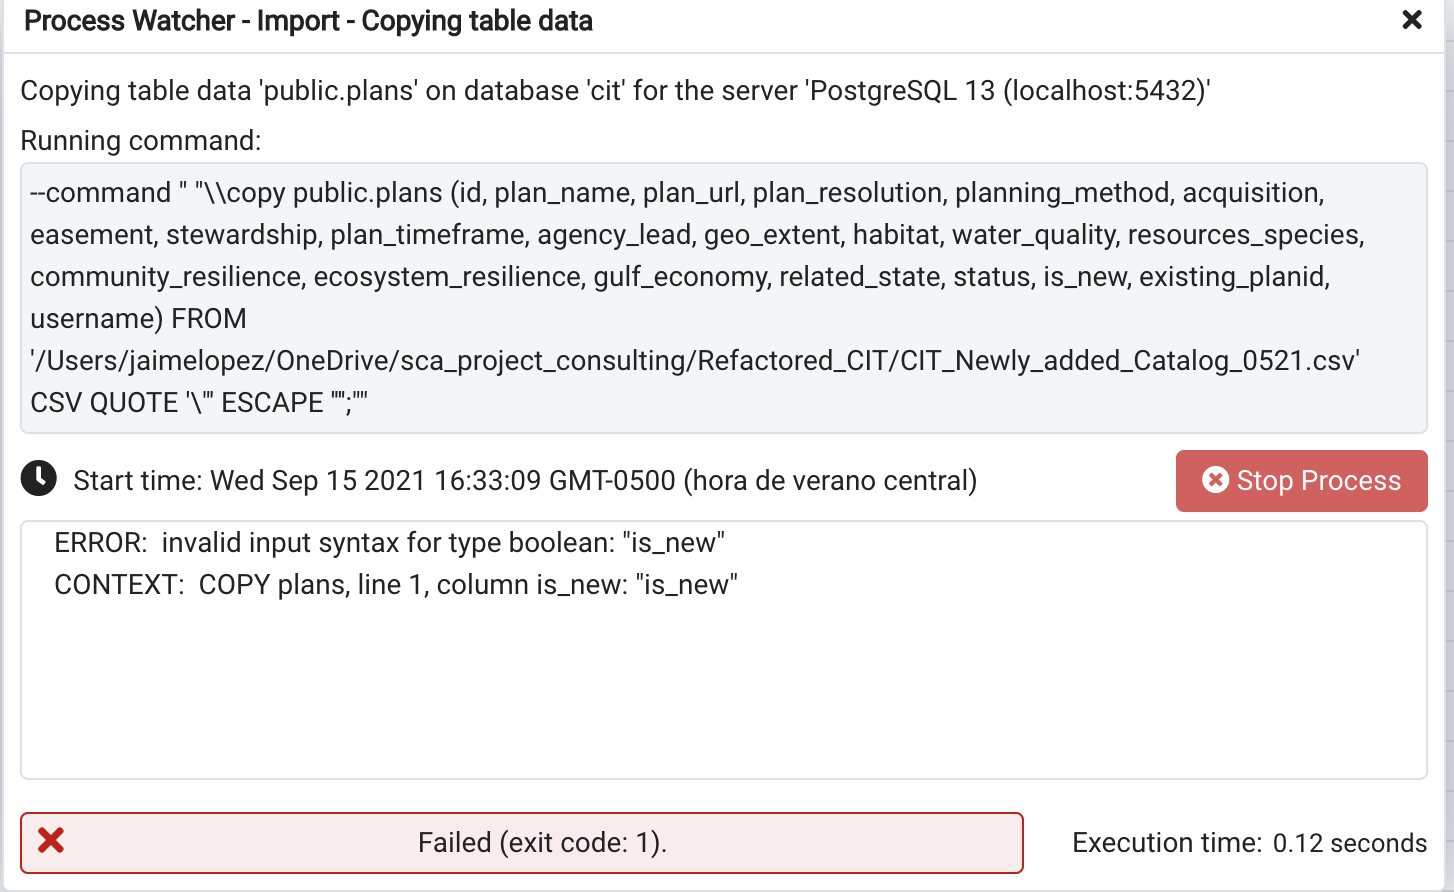 Process Watcher - Import - Copying table data
Copying table data 'public.plans' on database 'cit' for the server 'PostgreSQL 13 (localhost:5432)'
Running command:
--command " "\\copy public.plans (id, plan_name, plan_url, plan_resolution, planning_method, acquisition,
easement, stewardship, plan_timeframe, agency_lead, geo_extent, habitat, water_quality, resources_species,
community_resilience, ecosystem_resilience, gulf_economy, related_state, status, is_new, existing_planid,
username) FROM
'/Users/jaimelopez/OneDrive/sca_project_consulting/Refactored_CIT/CIT_Newly_added_Catalog_0521.csv'
CSV QUOTE '\"' ESCAPE '''';""
Start time: Wed Sep 15 2021 16:33:09 GMT-0500 (hora de verano central)
Stop Process
ERROR:  invalid input syntax for type boolean: "is_new"
CONTEXT:  COPY plans, line 1, column is_new: "is_new"
Failed (exit code: 1).
Execution time: 0.12 seconds